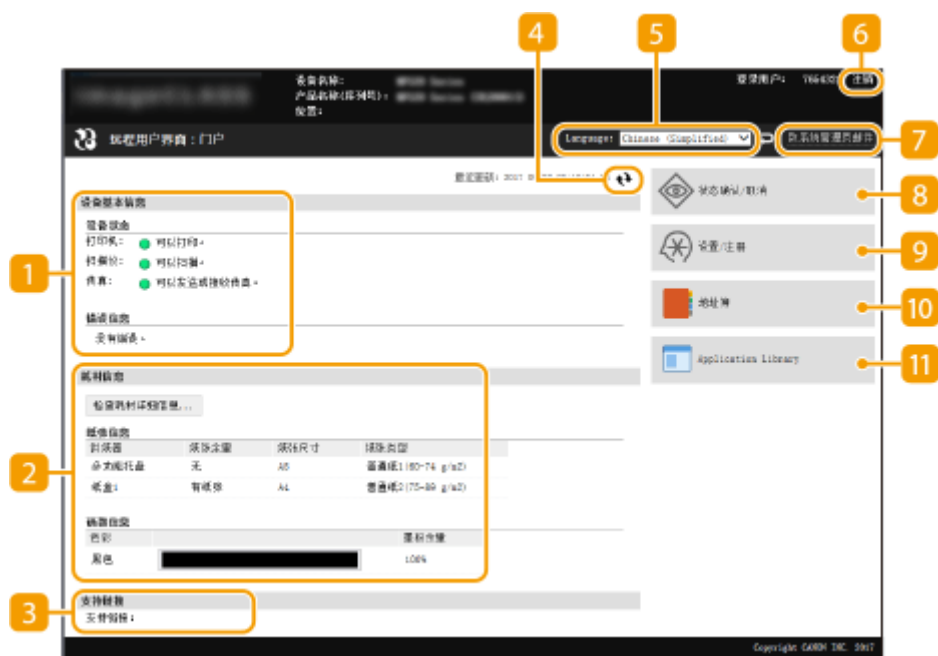 4
5
6
设备名称:
产品名称(序列号):
位置:
登录用户:
注销
远程用户界面:门户
Language: Chinese (Simplified)
致系统管理员邮件
7
最近更新: 2017
1
设备基本信息
设备状态
打印机: 可以打印。
扫描仪: 可以扫描。
传真: 可以发送或接收传真。
错误信息
没有错误。
状态确认/取消
8
设置/注册
9
地址簿
10
Application Library
11
2
耗材信息
检查耗材详细信息...
纸张信息
供纸器 纸张余量 纸张尺寸 纸张类型
多功能托盘 无 A5 普通纸1(60-74 g/m2)
纸盒1 有纸张 A4 普通纸2(75-89 g/m2)
碳粉信息
色彩 墨粉余量
黑色 100%
3
支持链接
支持链接:
Copyright CANON INC. 2017